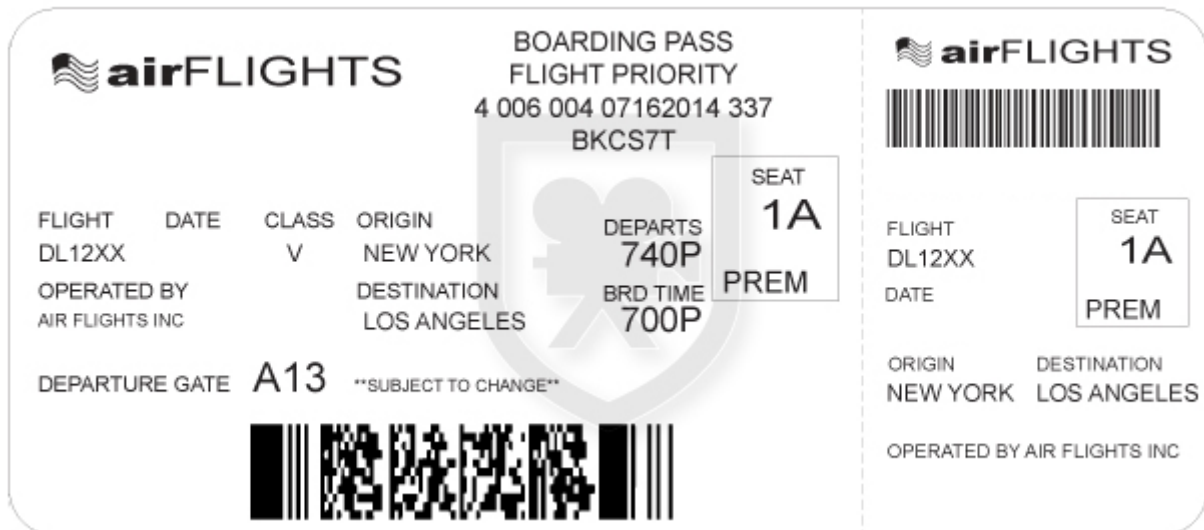 airFLIGHTS
BOARDING PASS
FLIGHT PRIORITY
4 006 004 07162014 337
BKCS7T
FLIGHT DATE CLASS ORIGIN DEPARTS SEAT
DL12XX V NEW YORK 740P 1A
OPERATED BY DESTINATION BRD TIME PREM
AIR FLIGHTS INC LOS ANGELES 700P
DEPARTURE GATE A13 **SUBJECT TO CHANGE**
airFLIGHTS
FLIGHT SEAT
DL12XX 1A
DATE PREM
ORIGIN DESTINATION
NEW YORK LOS ANGELES
OPERATED BY AIR FLIGHTS INC